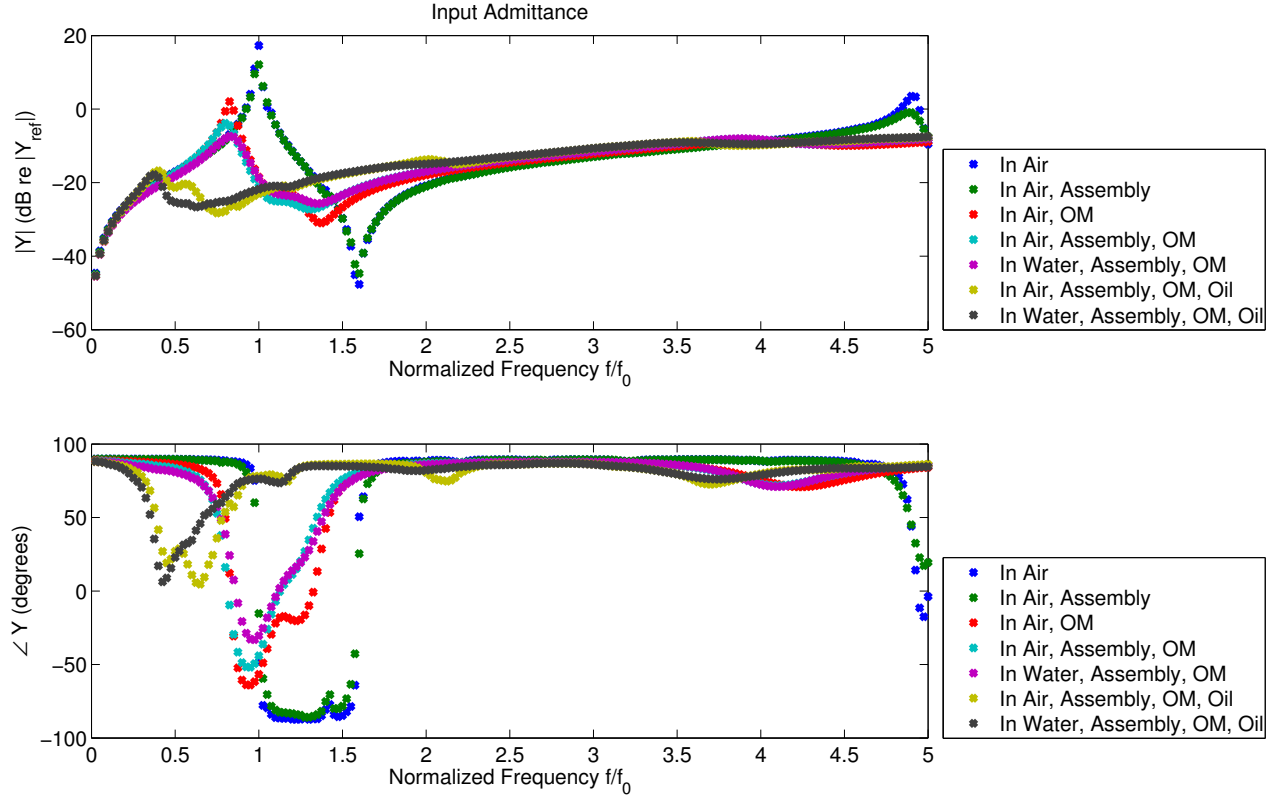 Input Admittance
20
0
−20
−40
−60
|Y| (dB re |Y_ref|)
0 0.5 1 1.5 2 2.5 3 3.5 4 4.5 5
Normalized Frequency f/f_0
In Air
In Air, Assembly
In Air, OM
In Air, Assembly, OM
In Water, Assembly, OM
In Air, Assembly, OM, Oil
In Water, Assembly, OM, Oil
100
50
0
−50
−100
∠ Y (degrees)
0 0.5 1 1.5 2 2.5 3 3.5 4 4.5 5
Normalized Frequency f/f_0
In Air
In Air, Assembly
In Air, OM
In Air, Assembly, OM
In Water, Assembly, OM
In Air, Assembly, OM, Oil
In Water, Assembly, OM, Oil